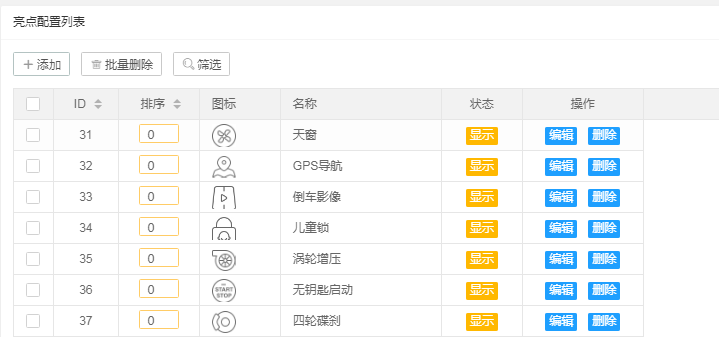 亮点配置列表
添加 批量删除 筛选
ID 排序 图标 名称 状态 操作
31 0 天窗 显示 编辑 删除
32 0 GPS导航 显示 编辑 删除
33 0 倒车影像 显示 编辑 删除
34 0 儿童锁 显示 编辑 删除
35 0 涡轮增压 显示 编辑 删除
36 0 START STOP 无钥匙启动 显示 编辑 删除
37 0 四轮碟刹 显示 编辑 删除